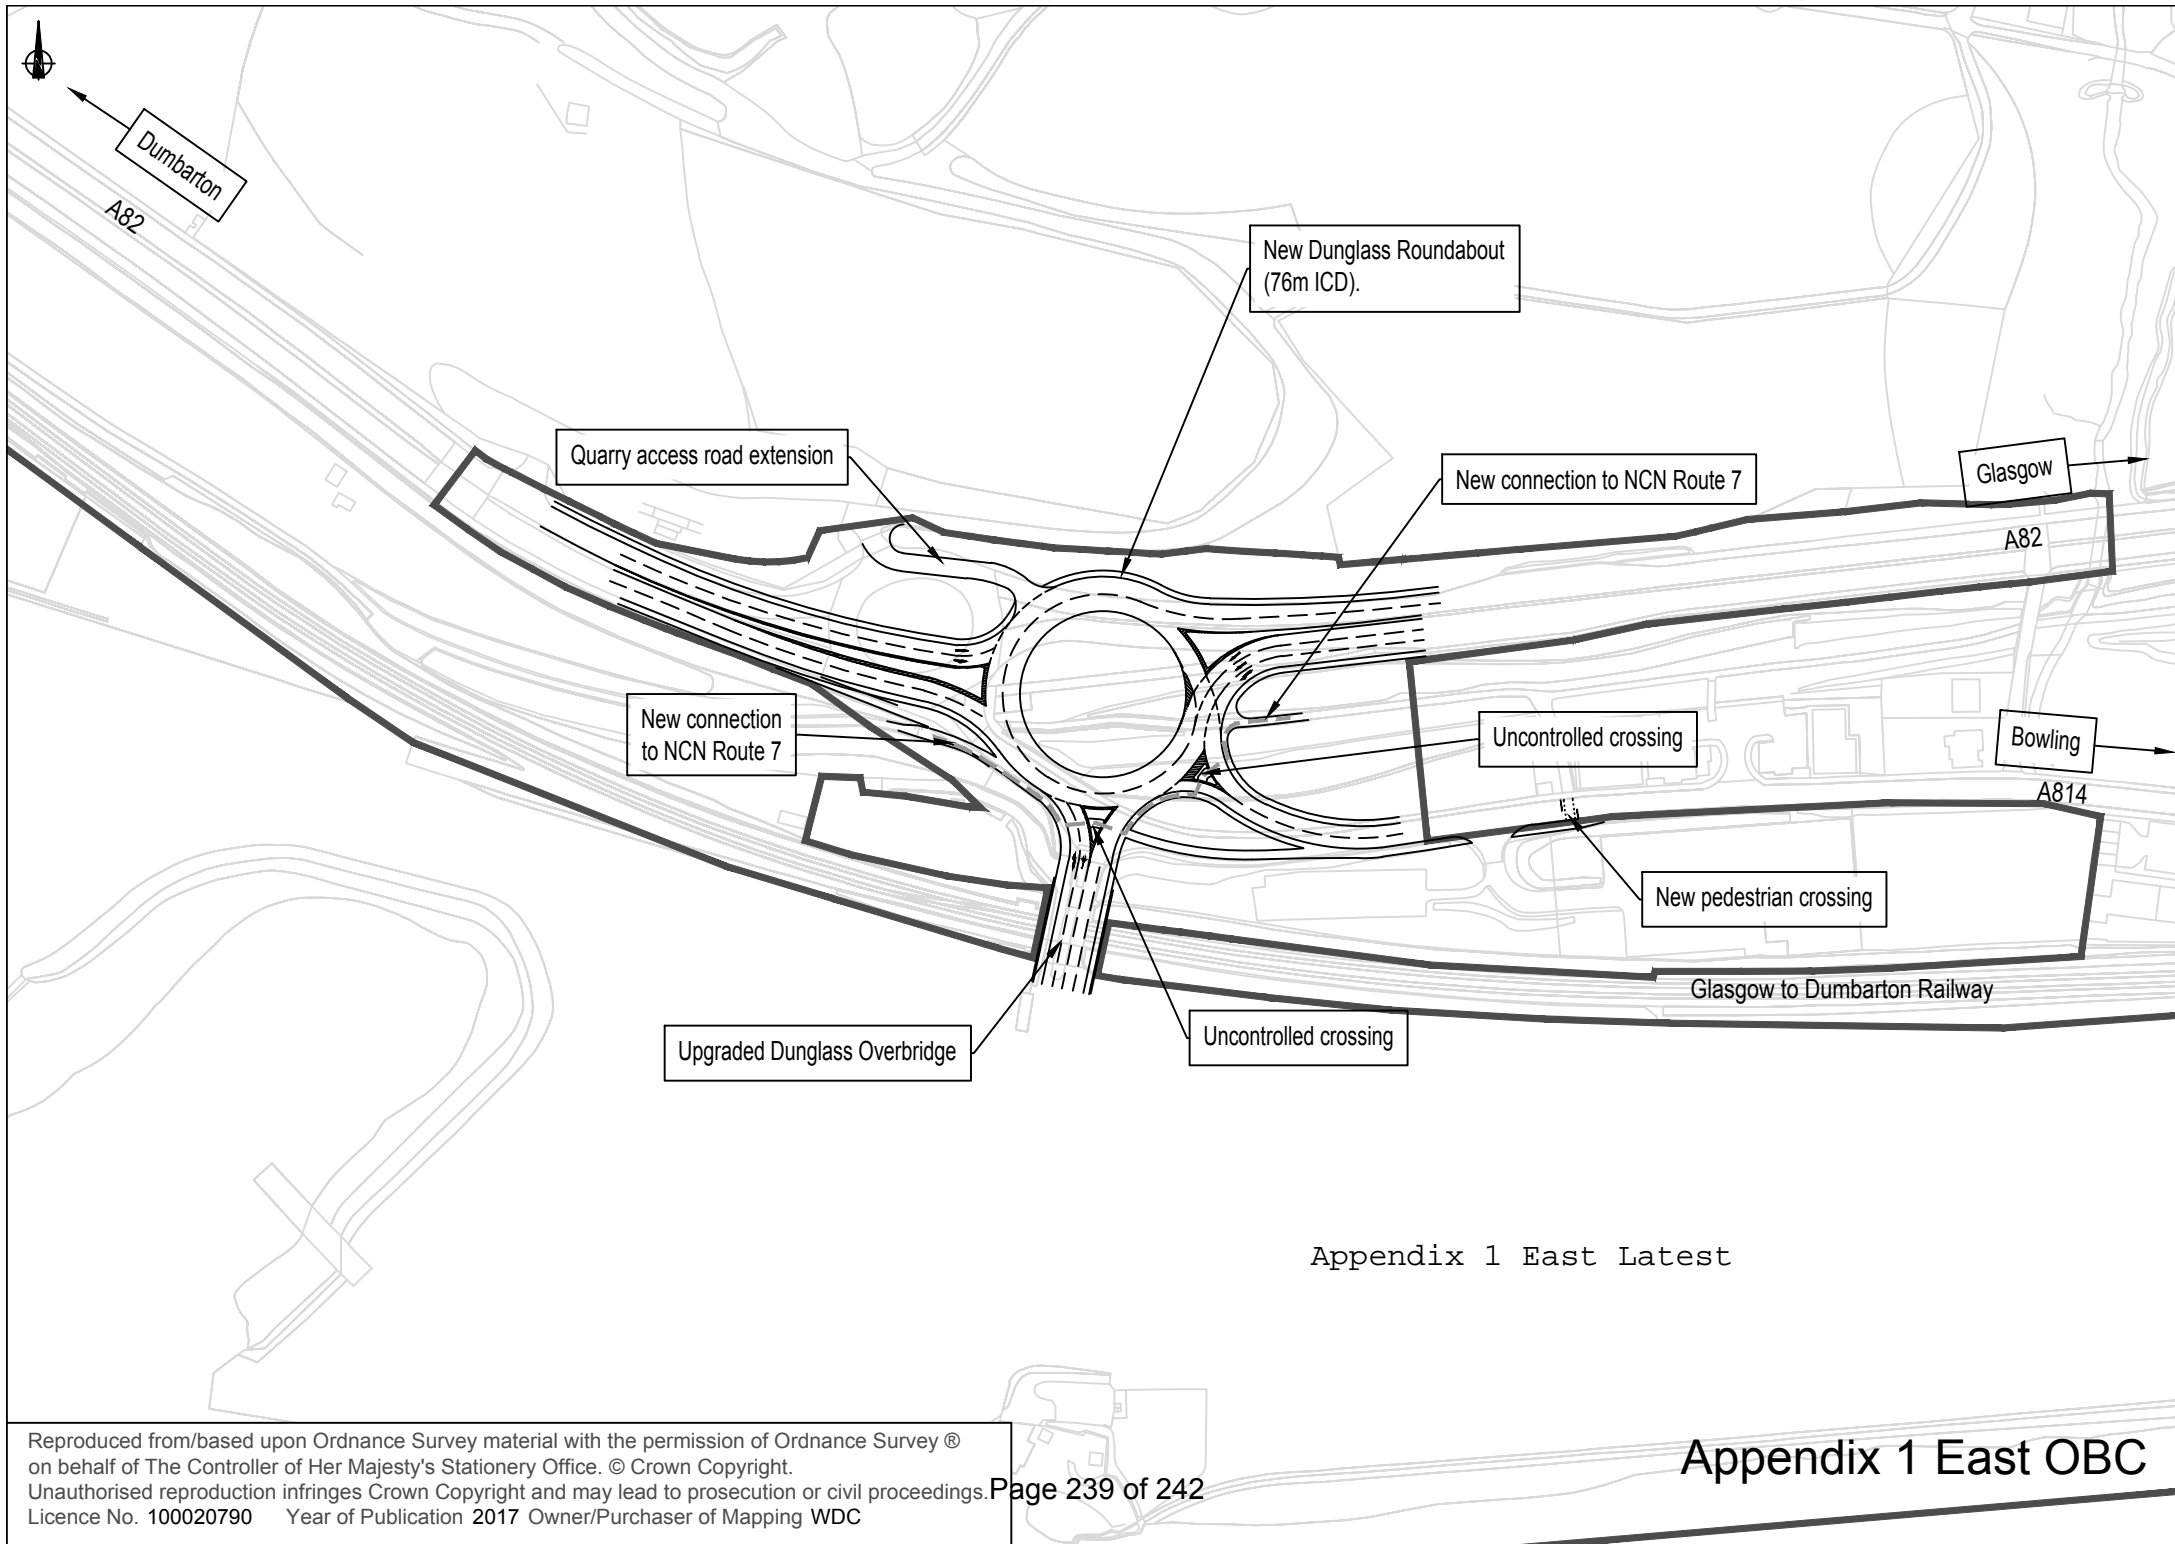 Dumbarton
A82
New Dunglass Roundabout
(76m ICD).
Quarry access road extension
New connection to NCN Route 7
Glasgow
A82
New connection
to NCN Route 7
Uncontrolled crossing
Bowling
A814
New pedestrian crossing
Glasgow to Dumbarton Railway
Upgraded Dunglass Overbridge
Uncontrolled crossing
Appendix 1 East Latest
Reproduced from/based upon Ordnance Survey material with the permission of Ordnance Survey ®
on behalf of The Controller of Her Majesty's Stationery Office. © Crown Copyright.
Unauthorised reproduction infringes Crown Copyright and may lead to prosecution or civil proceedings.
Licence No. 100020790 Year of Publication 2017 Owner/Purchaser of Mapping WDC
Page 239 of 242
Appendix 1 East OBC